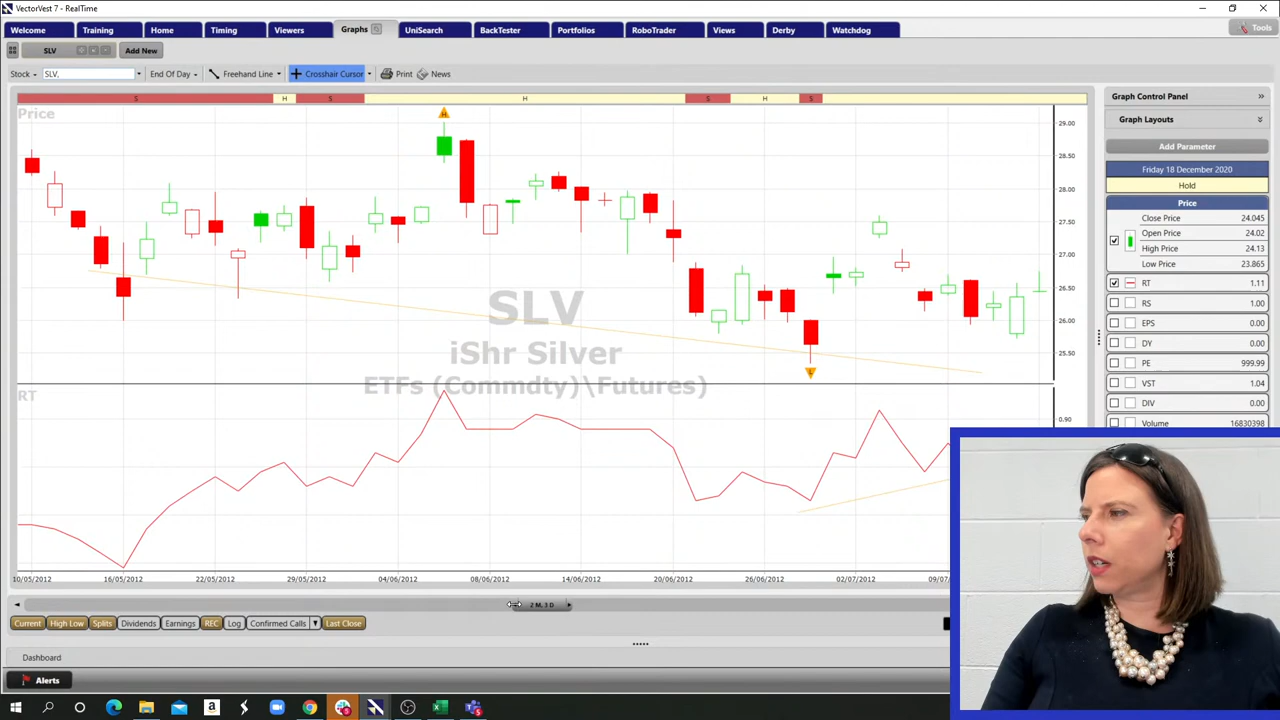 VectorVest 7 - RealTime
Welcome Training Home Timing Viewers Graphs UniSearch BackTester Portfolios RoboTrader Views Derby Watchdog Tools
SLV Add New
Stock SLV, End Of Day Freehand Line Crosshair Cursor Print News
S H S H S H S
Price
H
29.00
28.50
28.00
27.50
27.00
26.50
26.00
25.50
SLV
iShr Silver
ETFs (Commdty)\Futures)
L
RT
0.90
10/05/2012 16/05/2012 22/05/2012 29/05/2012 04/06/2012 08/06/2012 14/06/2012 20/06/2012 26/06/2012 02/07/2012 09/07
2 M, 3 D
Current High Low Splits Dividends Earnings REC Log Confirmed Calls Last Close
Dashboard
Alerts
Graph Control Panel
Graph Layouts
Add Parameter
Friday 18 December 2020
Hold
Price
Close Price 24.045
Open Price 24.02
High Price 24.13
Low Price 23.865
RT 1.11
RS 1.00
EPS 0.00
DY 0.00
PE 999.99
VST 1.04
DIV 0.00
Volume 16830398